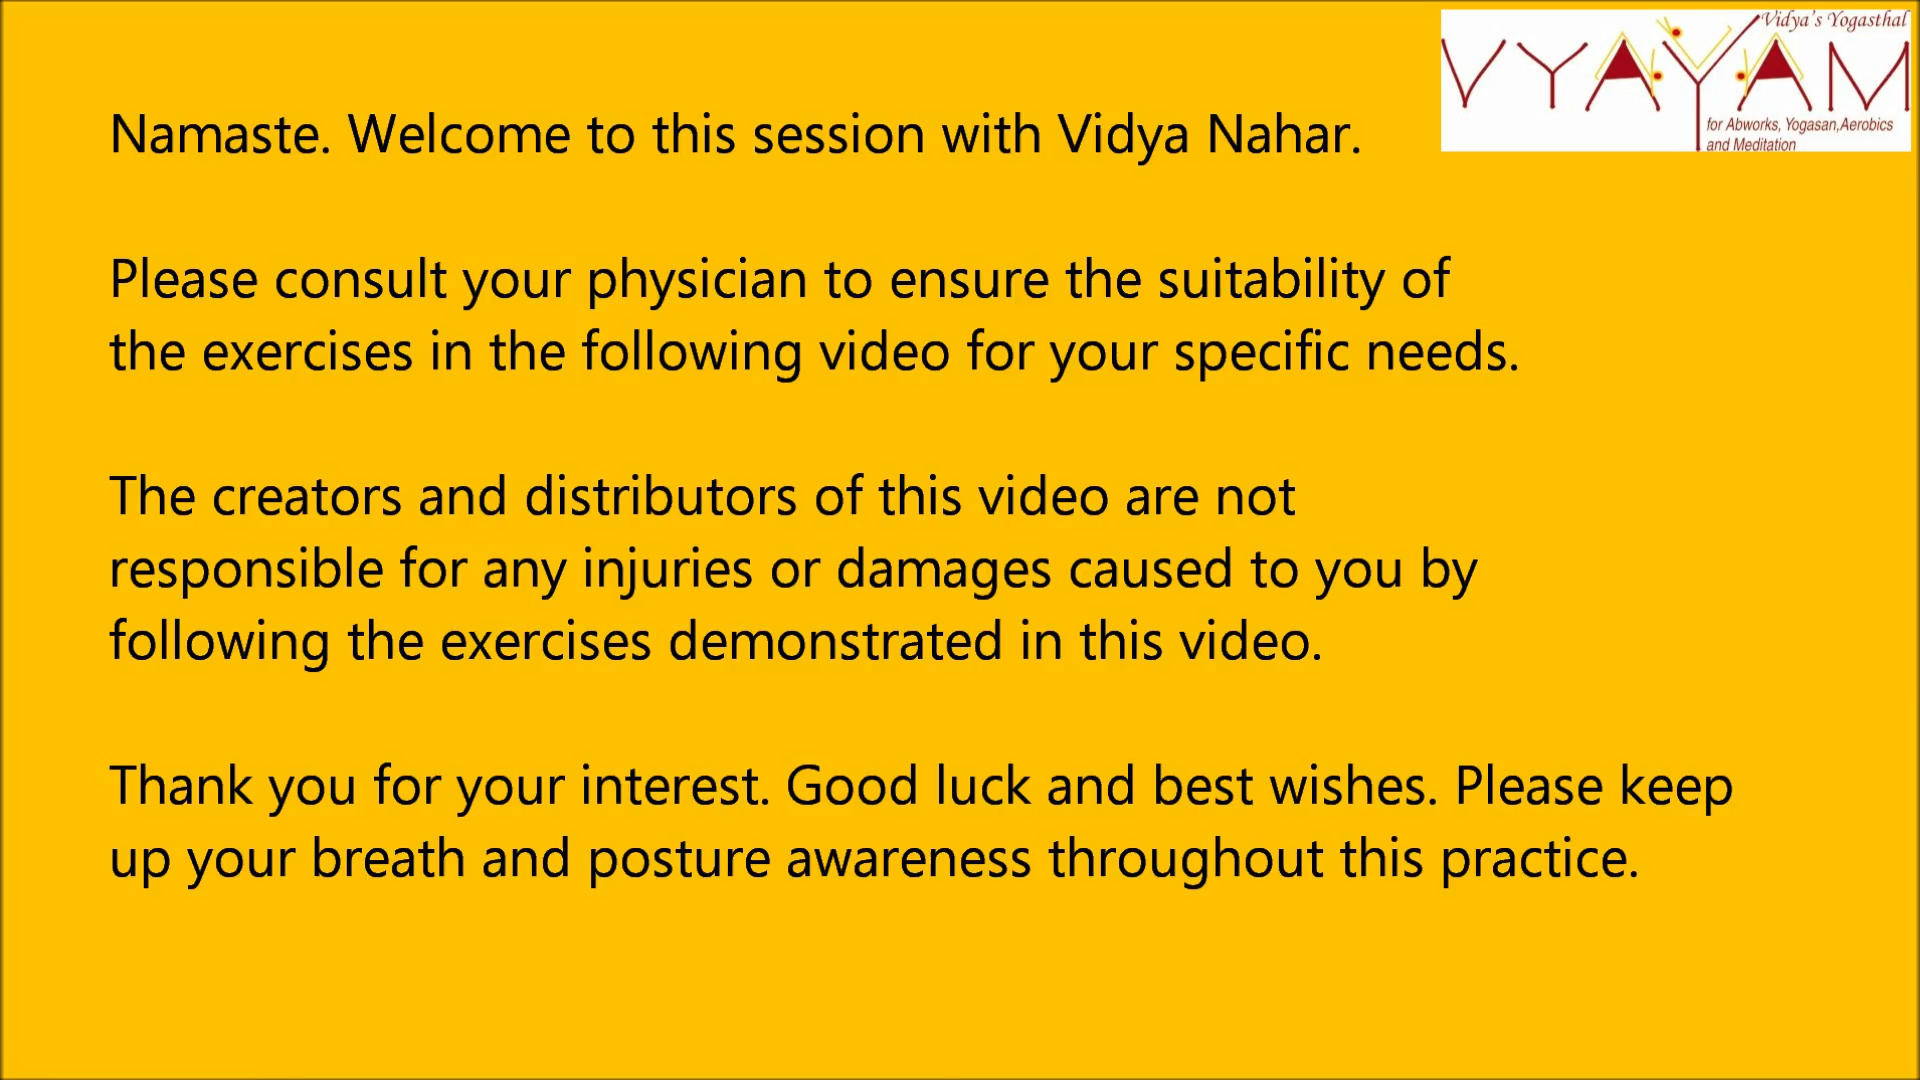 Vidya's Yogasthal
VYAYAM
for Abworks, Yogasan,Aerobics
and Meditation
Namaste. Welcome to this session with Vidya Nahar.
Please consult your physician to ensure the suitability of
the exercises in the following video for your specific needs.
The creators and distributors of this video are not
responsible for any injuries or damages caused to you by
following the exercises demonstrated in this video.
Thank you for your interest. Good luck and best wishes. Please keep
up your breath and posture awareness throughout this practice.